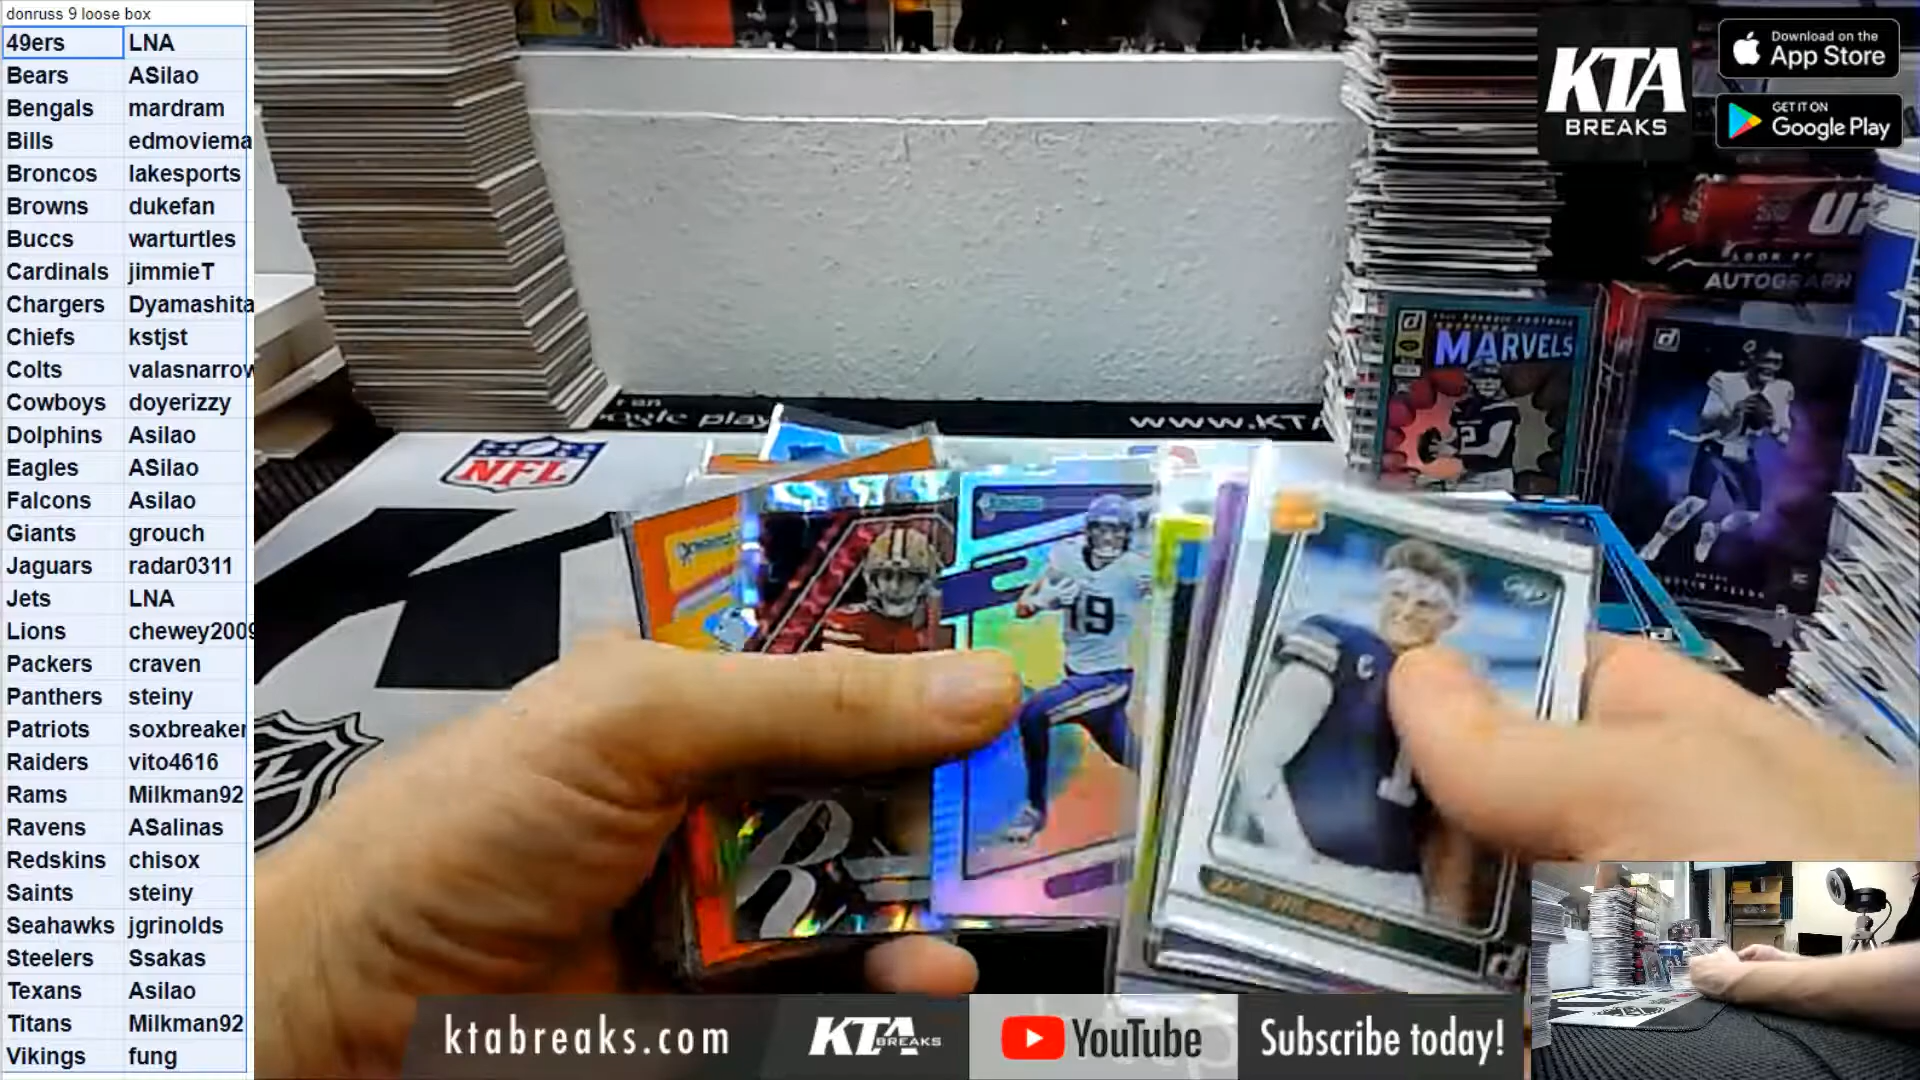 donruss 9 loose box
49ers LNA
Bears ASilao
Bengals mardram
Bills edmoviema
Broncos lakesports
Browns dukefan
Buccs warturtles
Cardinals jimmieT
Chargers Dyamashita
Chiefs kstjst
Colts valasnarrow
Cowboys doyerizzy
Dolphins Asilao
Eagles ASilao
Falcons Asilao
Giants grouch
Jaguars radar0311
Jets LNA
Lions chewey2009
Packers craven
Panthers steiny
Patriots soxbreaker
Raiders vito4616
Rams Milkman92
Ravens ASalinas
Redskins chisox
Saints steiny
Seahawks jgrinolds
Steelers Ssakas
Texans Asilao
Titans Milkman92
Vikings fung
KTA
BREAKS
Download on the
App Store
GET IT ON
Google Play
AUTOGRAPH
MARVELS
gle play
www.KT
NFL
19
ktabreaks.com
KTA
BREAKS
YouTube
Subscribe today!